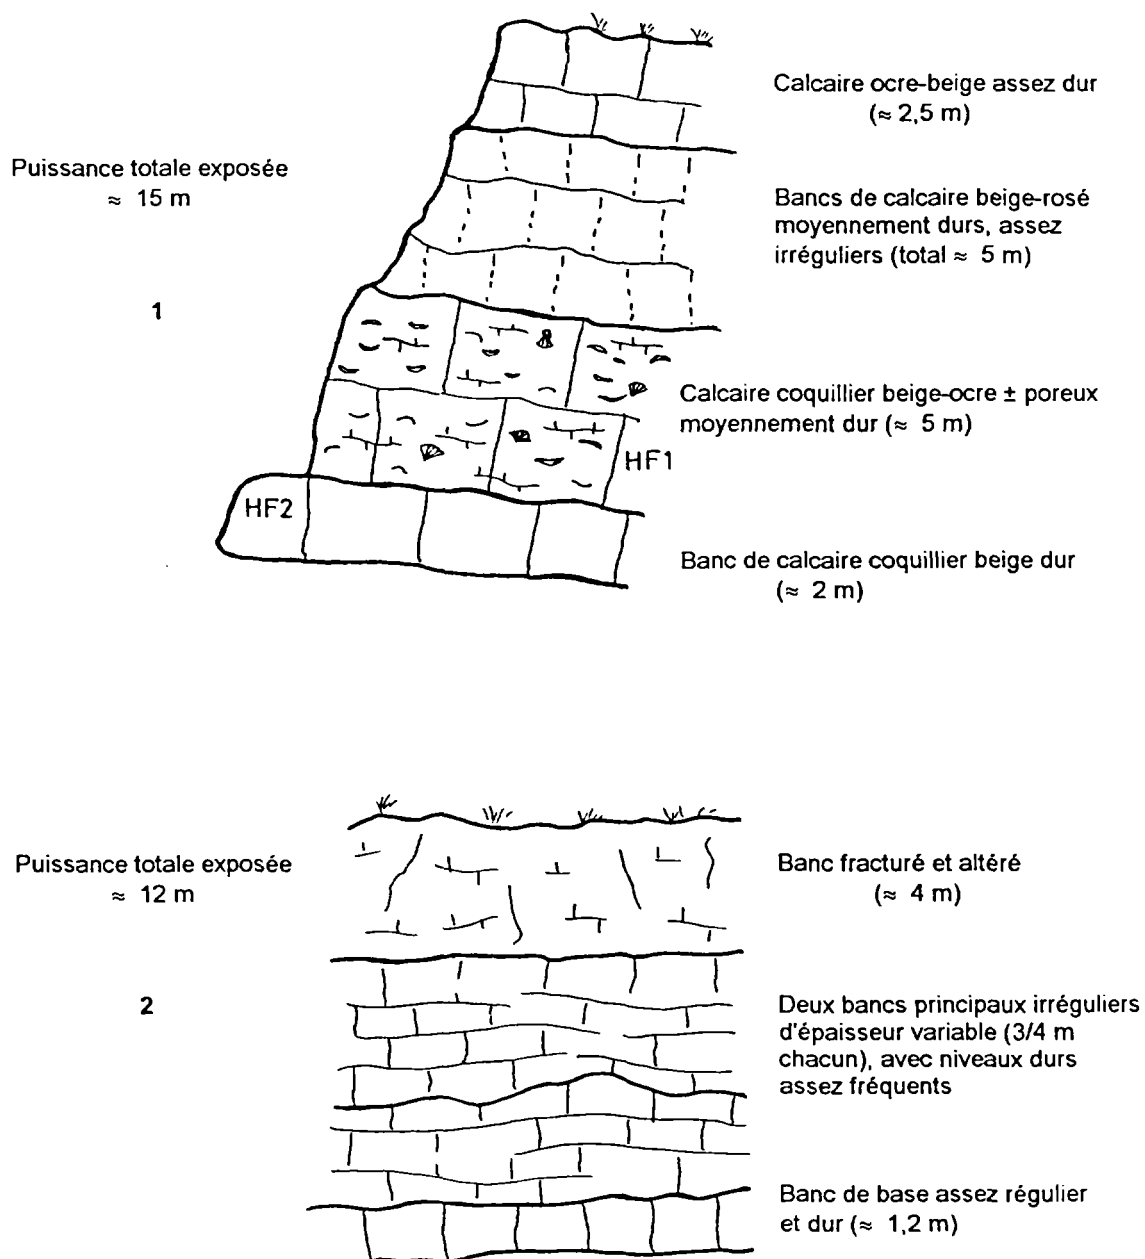 Calcaire ocre-beige assez dur
(≈ 2,5 m)
Puissance totale exposée
≈ 15 m
Bancs de calcaire beige-rosé
moyennement durs, assez
irréguliers (total ≈ 5 m)
1
Calcaire coquillier beige-ocre ± poreux
moyennement dur (≈ 5 m)
HF1
HF2
Banc de calcaire coquillier beige dur
(≈ 2 m)
Puissance totale exposée
≈ 12 m
Banc fracturé et altéré
(≈ 4 m)
2
Deux bancs principaux irréguliers
d'épaisseur variable (3/4 m
chacun), avec niveaux durs
assez fréquents
Banc de base assez régulier
et dur (≈ 1,2 m)